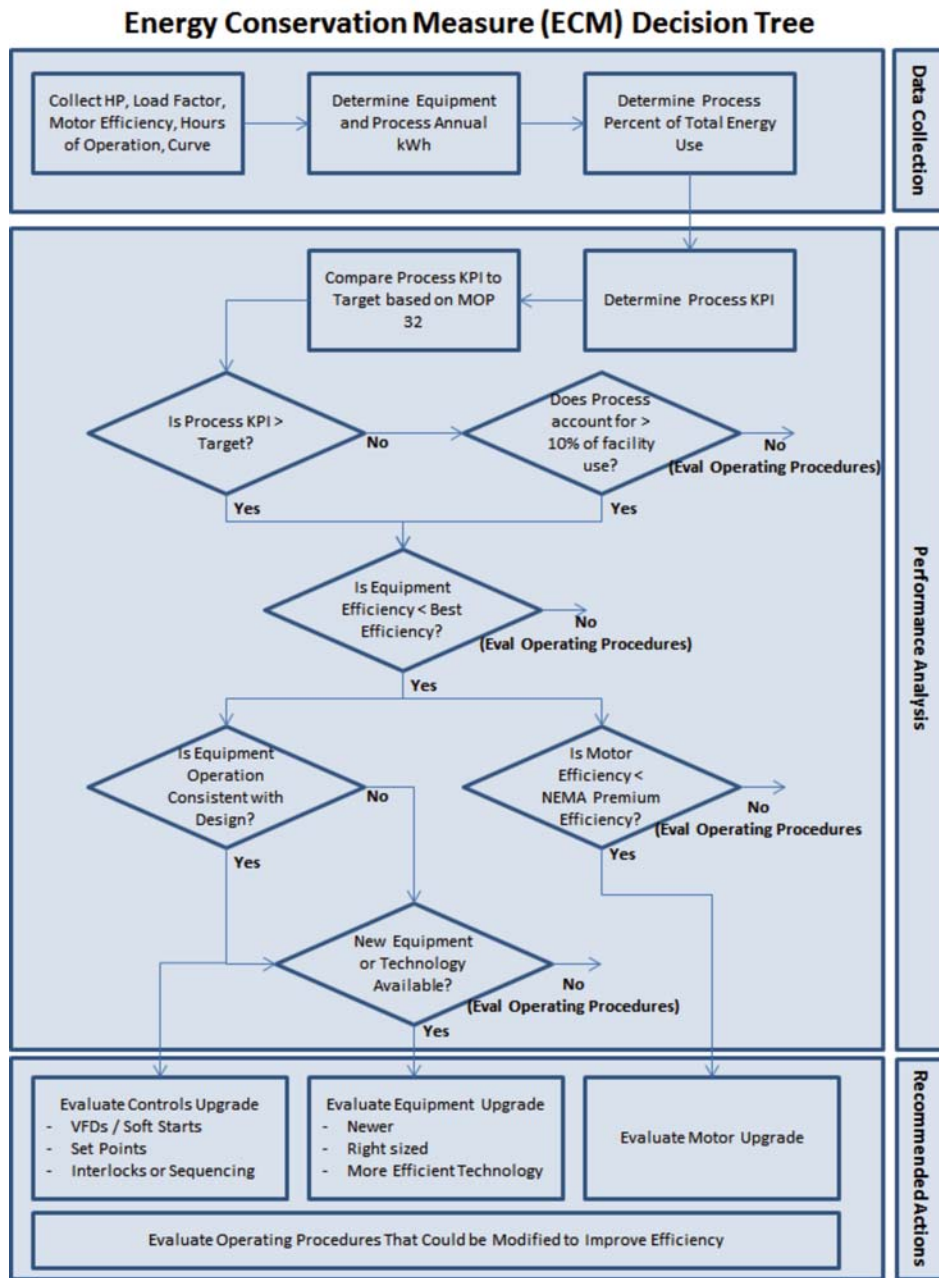 Energy Conservation Measure (ECM) Decision Tree
Collect HP, Load Factor,
Motor Efficiency, Hours
of Operation, Curve
Determine Equipment
and Process Annual
kWh
Determine Process
Percent of Total Energy
Use
Data Collection
Compare Process KPI to
Target based on MOP
32
Determine Process KPI
Is Process KPI >
Target?
No
Does Process
account for >
10% of facility
use?
No
(Eval Operating Procedures)
Yes
Yes
Is Equipment
Efficiency < Best
Efficiency?
No
(Eval Operating Procedures)
Yes
Performance Analysis
Is Equipment
Operation
Consistent with
Design?
No
Yes
Is Motor
Efficiency <
NEMA Premium
Efficiency?
No
(Eval Operating Procedures
Yes
New Equipment
or Technology
Available?
No
(Eval Operating Procedures)
Yes
Evaluate Controls Upgrade
- VFDs / Soft Starts
- Set Points
- Interlocks or Sequencing
Evaluate Equipment Upgrade
- Newer
- Right sized
- More Efficient Technology
Evaluate Motor Upgrade
Recommended Actions
Evaluate Operating Procedures That Could be Modified to Improve Efficiency